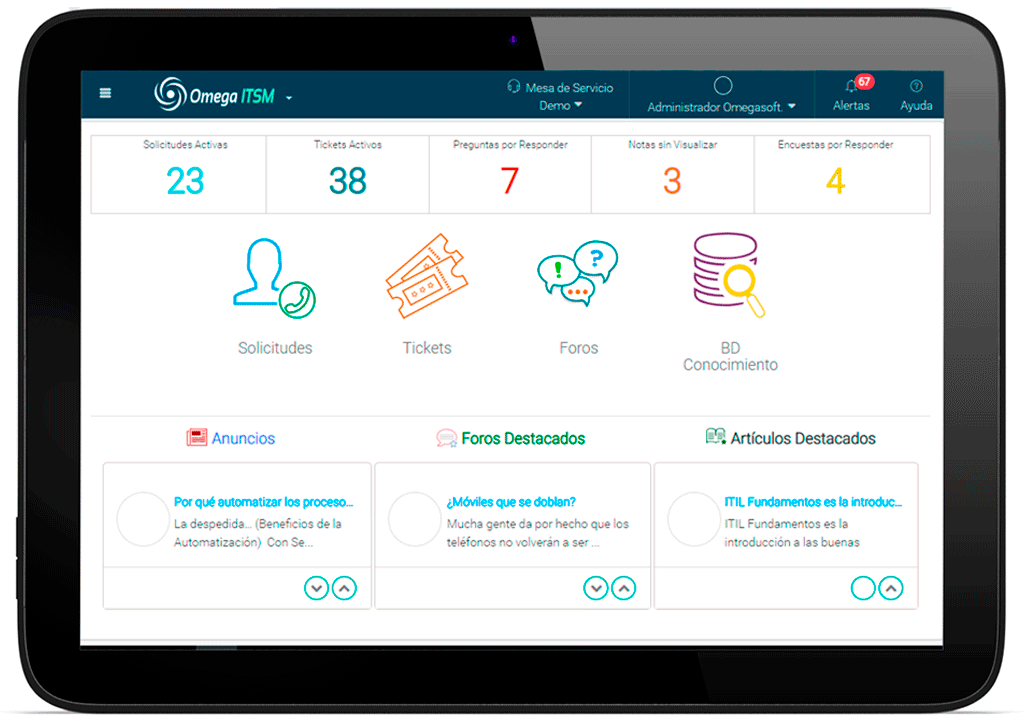 Omega ITSM
Mesa de Servicio
Demo
Administrador Omegasoft.
67
Alertas
?
Ayuda
Solicitudes Activas
23
Tickets Activos
38
Preguntas por Responder
7
Notas sin Visualizar
3
Encuestas por Responder
4
! ?
Solicitudes
Tickets
Foros
BD
Conocimiento
Anuncios
Foros Destacados
Artículos Destacados
Por qué automatizar los proceso...
La despedida... (Beneficios de la
Automatización) Con Se...
¿Móviles que se doblan?
Mucha gente da por hecho que los
teléfonos no volverán a ser ...
ITIL Fundamentos es la introduc...
ITIL Fundamentos es la
introducción a las buenas